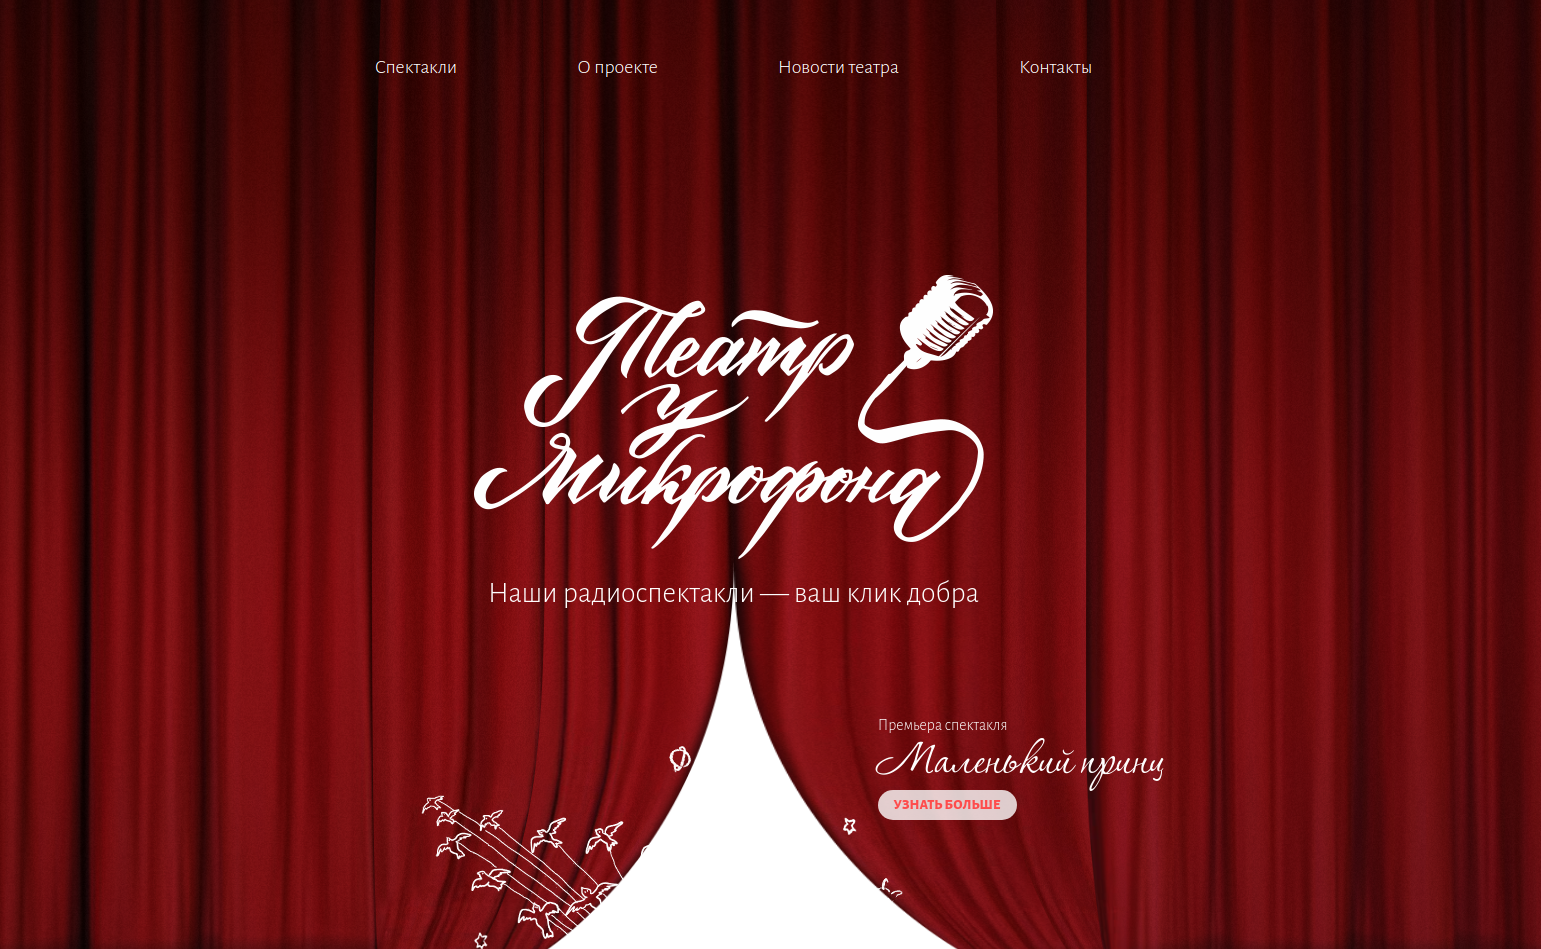 Спектакли
О проекте
Новости театра
Контакты
Театр
у
Микрофона
Наши радиоспектакли — ваш клик добра
Премьера спектакля
Маленький принц
УЗНАТЬ БОЛЬШЕ